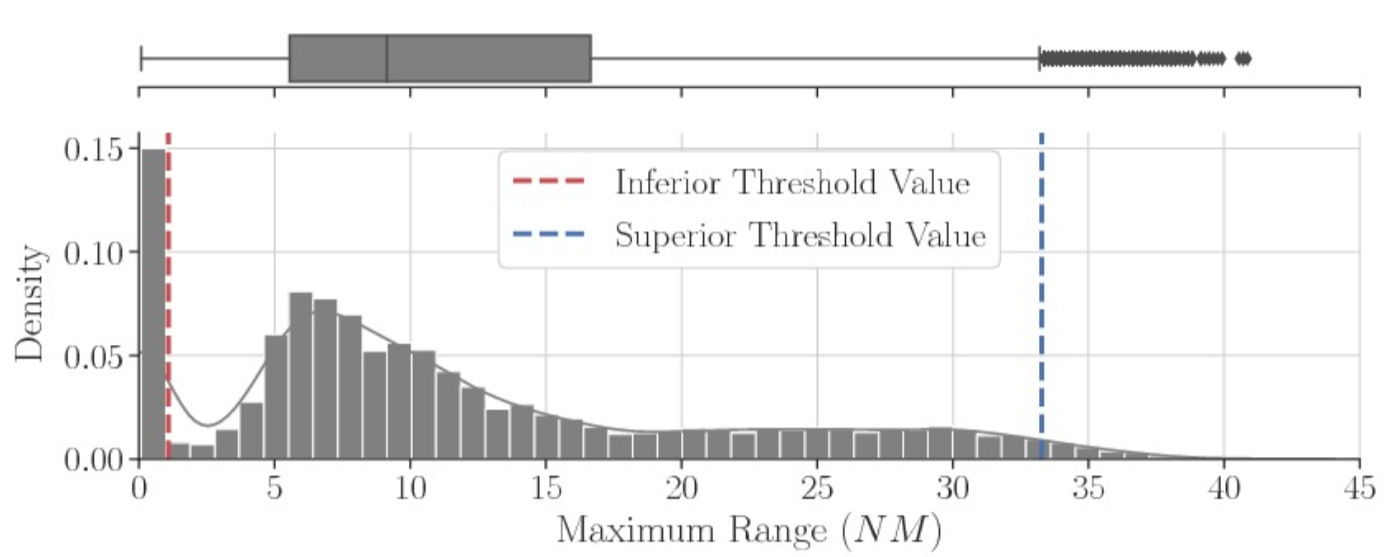 0.15
0.10
0.05
0.00
Density
Inferior Threshold Value
Superior Threshold Value
0 5 10 15 20 25 30 35 40 45
Maximum Range (NM)